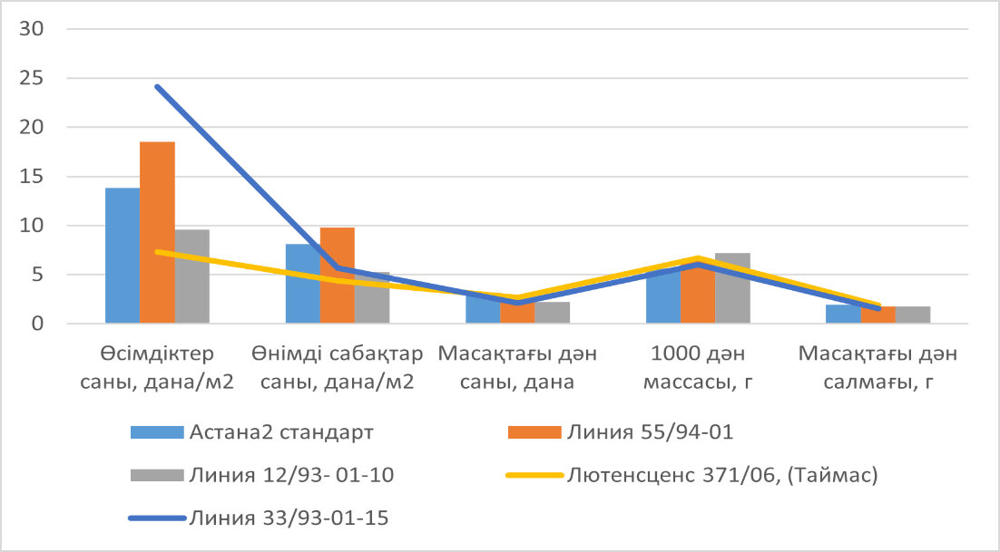 30
25
20
15
10
5
0
Өсімдіктер саны, дана/м2
Өнімді сабақтар саны, дана/м2
Масақтағы дән саны, дана
1000 дән массасы, г
Масақтағы дән салмағы, г
Астана2 стандарт
Линия 55/94-01
Линия 12/93- 01-10
Лютенсценс 371/06, (Таймас)
Линия 33/93-01-15